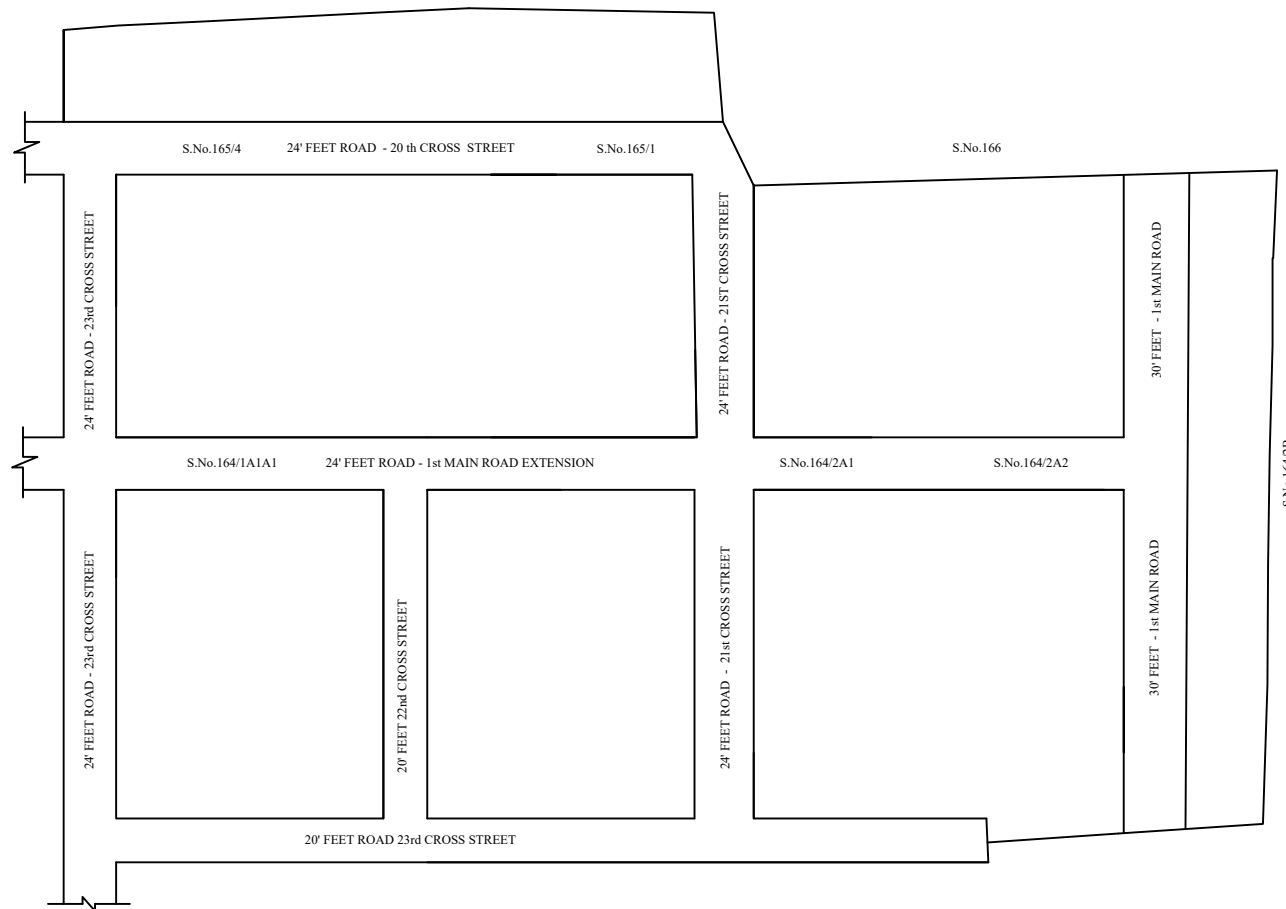 S.No.165/4
24' FEET ROAD - 20 th CROSS STREET
S.No.165/1
S.No.166
24' FEET ROAD - 23rd CROSS STREET
24' FEET ROAD - 21ST CROSS STREET
30' FEET - 1st MAIN ROAD
S.No.164/1A1A1
24' FEET ROAD - 1st MAIN ROAD EXTENSION
S.No.164/2A1
S.No.164/2A2
24' FEET ROAD - 23rd CROSS STREET
20' FEET 22nd CROSS STREET
24' FEET ROAD - 21st CROSS STREET
30' FEET - 1st MAIN ROAD
20' FEET ROAD 23rd CROSS STREET